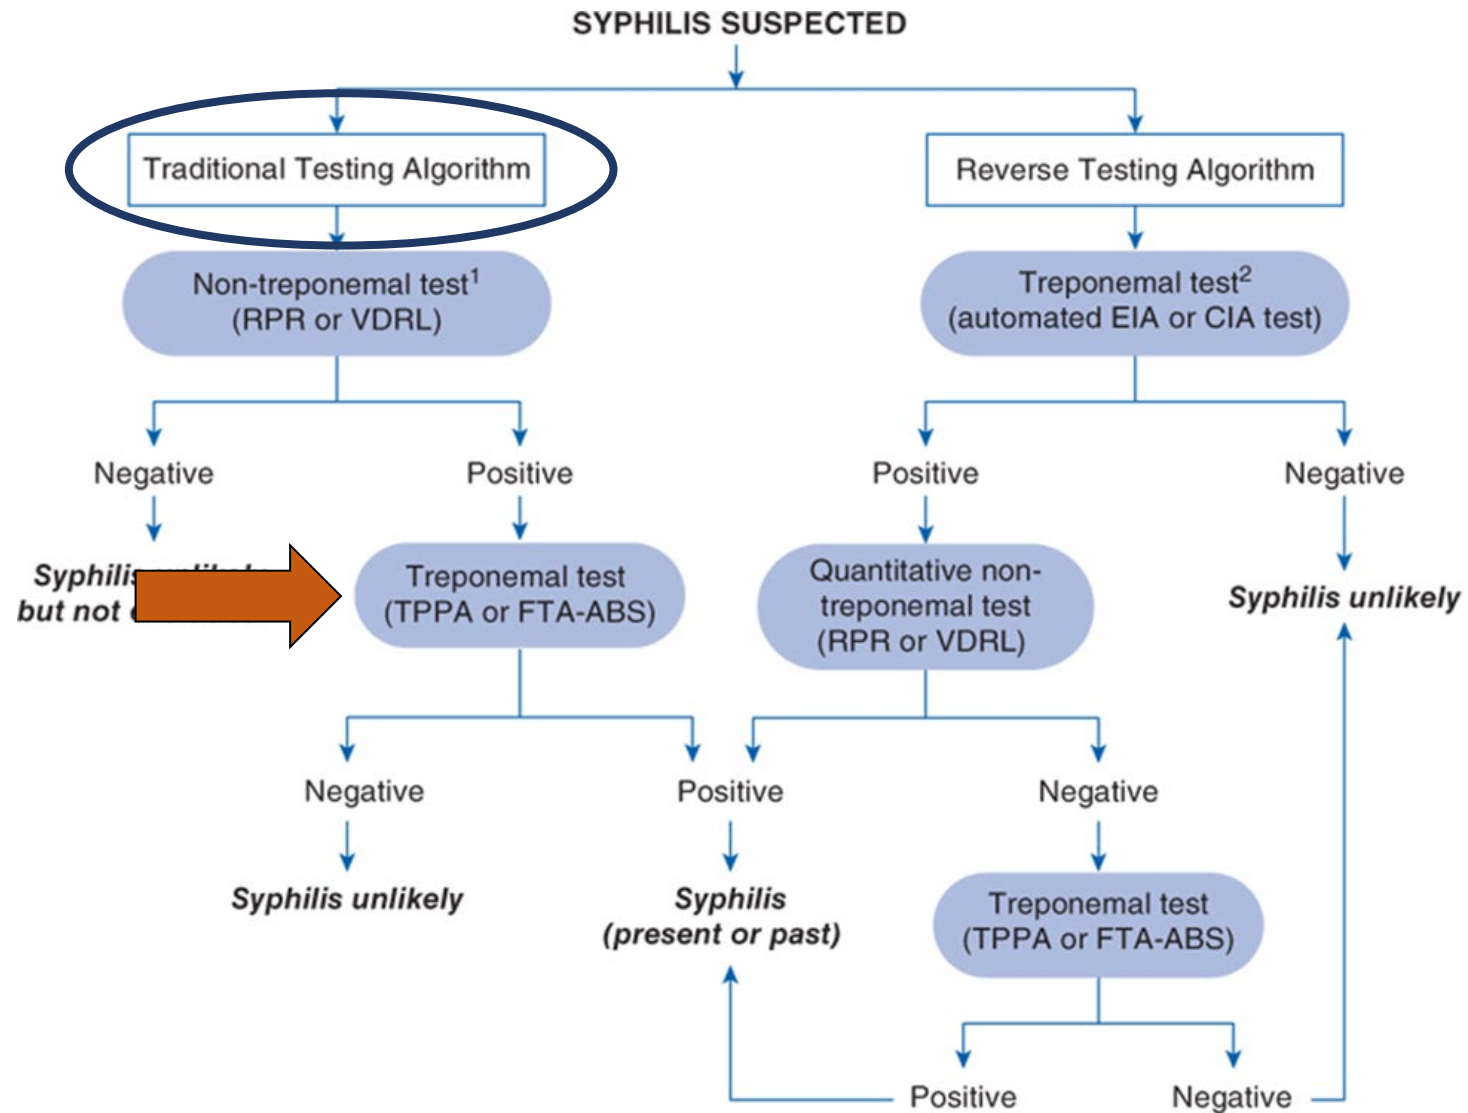 SYPHILIS SUSPECTED
Traditional Testing Algorithm
Reverse Testing Algorithm
Non-treponemal test¹
(RPR or VDRL)
Treponemal test²
(automated EIA or CIA test)
Negative
Positive
Positive
Negative
Syphilis
but not
Treponemal test
(TPPA or FTA-ABS)
Quantitative non-
treponemal test
(RPR or VDRL)
Syphilis unlikely
Negative
Positive
Negative
Syphilis unlikely
Syphilis
(present or past)
Treponemal test
(TPPA or FTA-ABS)
Positive
Negative